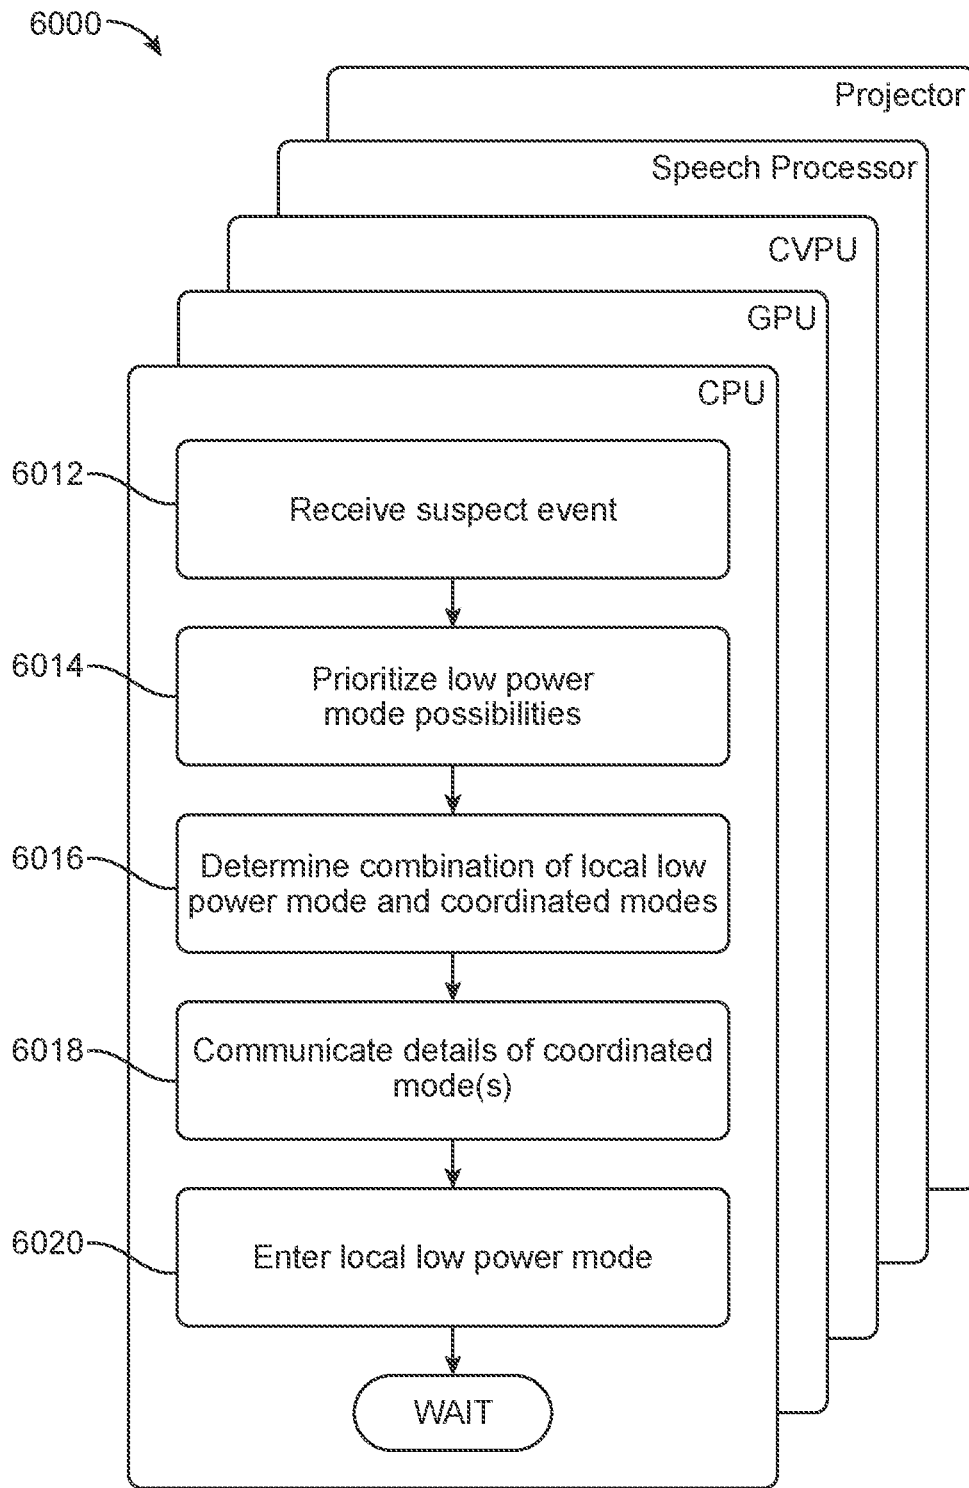 6000
Projector
Speech Processor
CVPU
GPU
CPU
6012
Receive suspect event
6014
Prioritize low power
mode possibilities
6016
Determine combination of local low
power mode and coordinated modes
6018
Communicate details of coordinated
mode(s)
6020
Enter local low power mode
WAIT